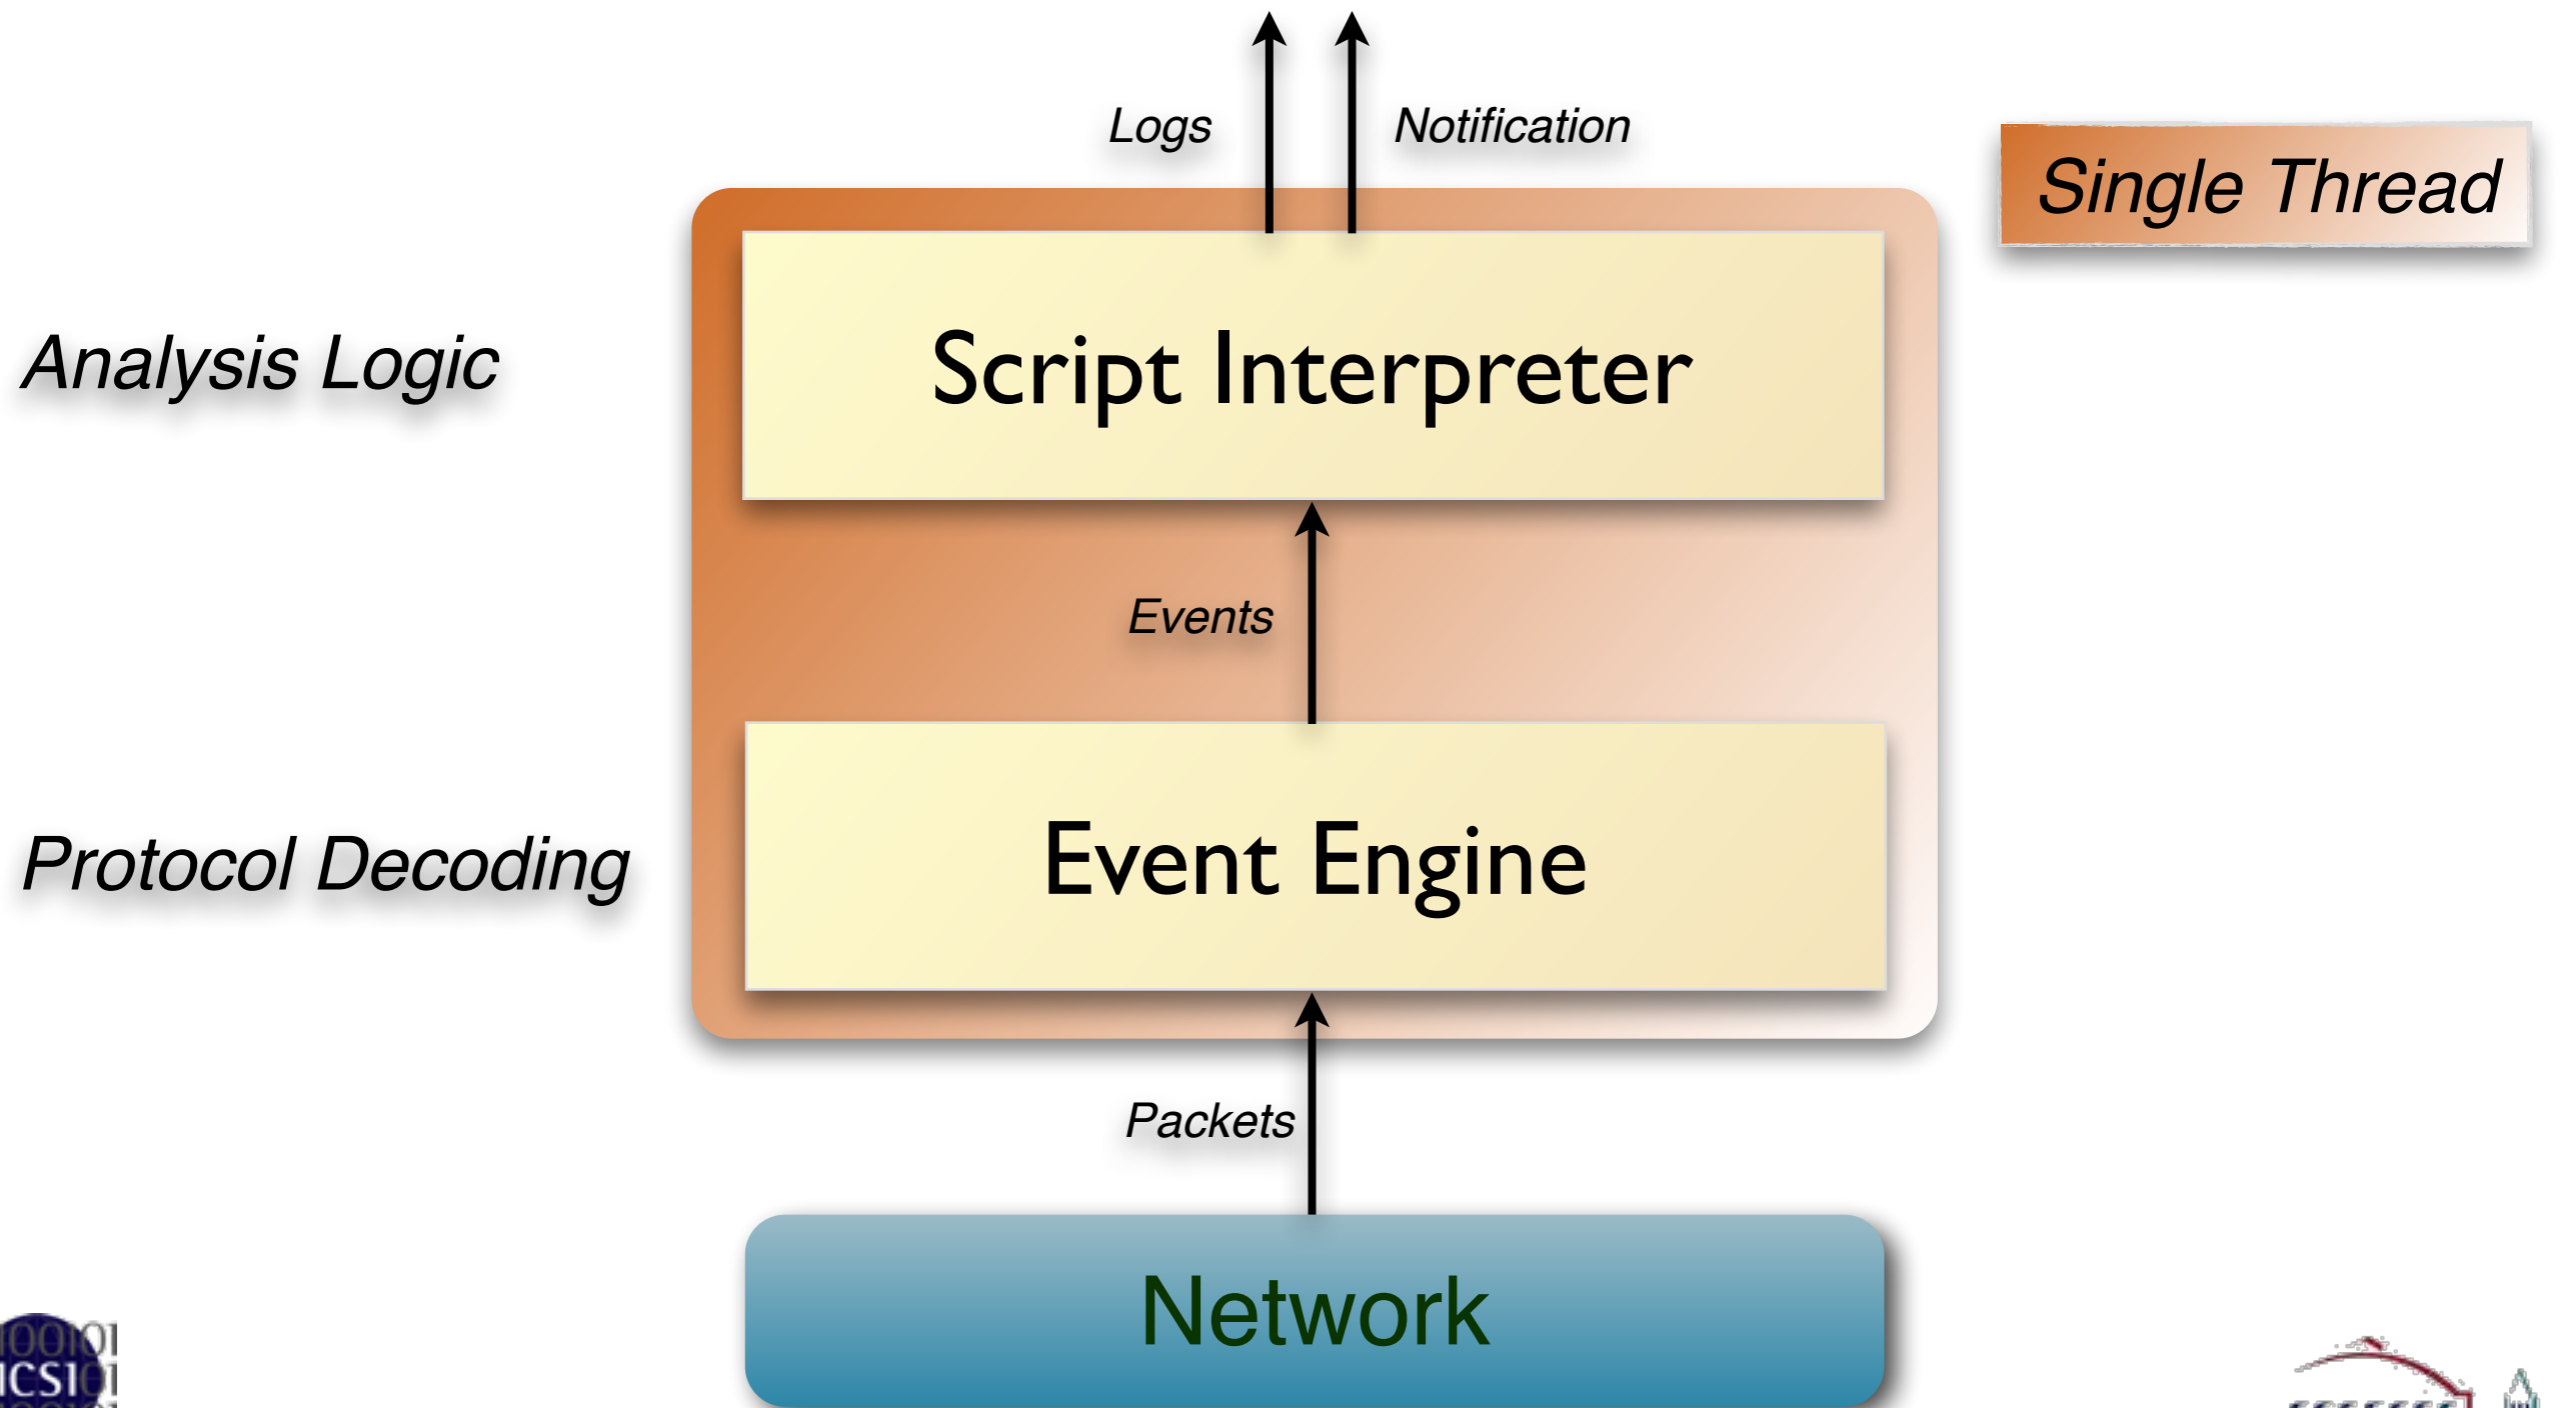 Logs
Notification
Single Thread
Analysis Logic
Script Interpreter
Events
Protocol Decoding
Event Engine
Packets
Network
ICSI